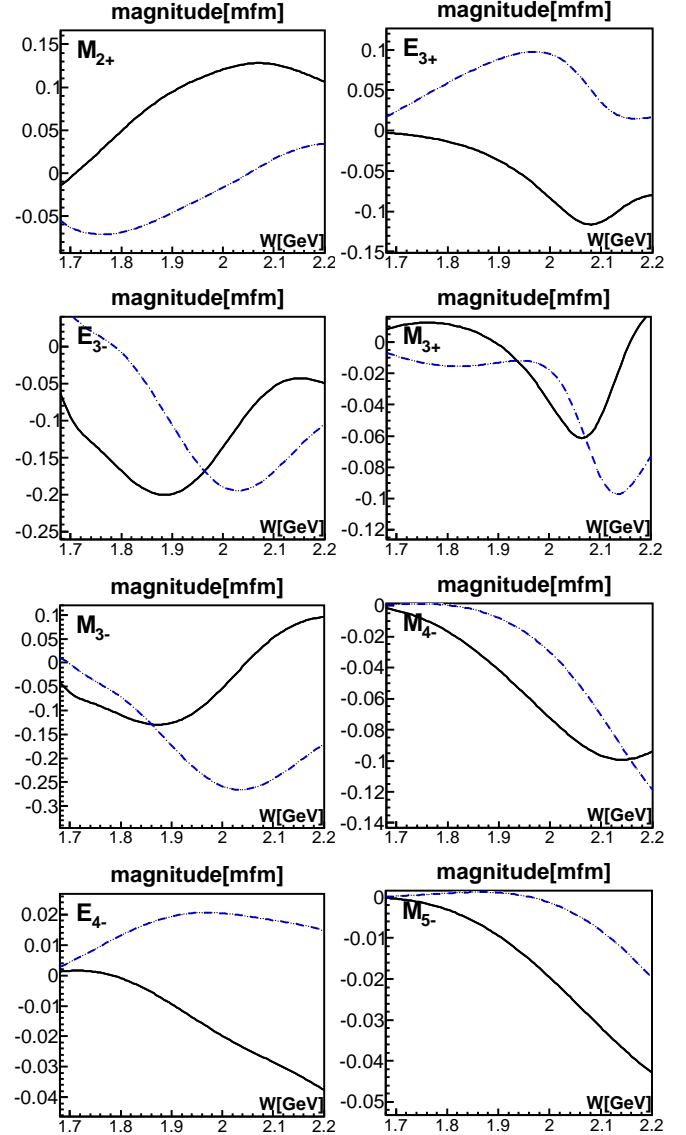 magnitude[mfm]
M2+
0.15
0.1
0.05
0
-0.05
W[GeV]
1.7 1.8 1.9 2 2.1 2.2
magnitude[mfm]
E3+
0.1
0.05
0
-0.05
-0.1
-0.15
W[GeV]
1.7 1.8 1.9 2 2.1 2.2
magnitude[mfm]
E3-
0
-0.05
-0.1
-0.15
-0.2
-0.25
W[GeV]
1.7 1.8 1.9 2 2.1 2.2
magnitude[mfm]
M3+
0
-0.02
-0.04
-0.06
-0.08
-0.1
-0.12
W[GeV]
1.7 1.8 1.9 2 2.1 2.2
magnitude[mfm]
M3-
0.1
0.05
0
-0.05
-0.1
-0.15
-0.2
-0.25
-0.3
W[GeV]
1.7 1.8 1.9 2 2.1 2.2
magnitude[mfm]
M4-
0
-0.02
-0.04
-0.06
-0.08
-0.1
-0.12
-0.14
W[GeV]
1.7 1.8 1.9 2 2.1 2.2
magnitude[mfm]
E4-
0.02
0.01
0
-0.01
-0.02
-0.03
-0.04
W[GeV]
1.7 1.8 1.9 2 2.1 2.2
magnitude[mfm]
M5-
0
-0.01
-0.02
-0.03
-0.04
-0.05
W[GeV]
1.7 1.8 1.9 2 2.1 2.2